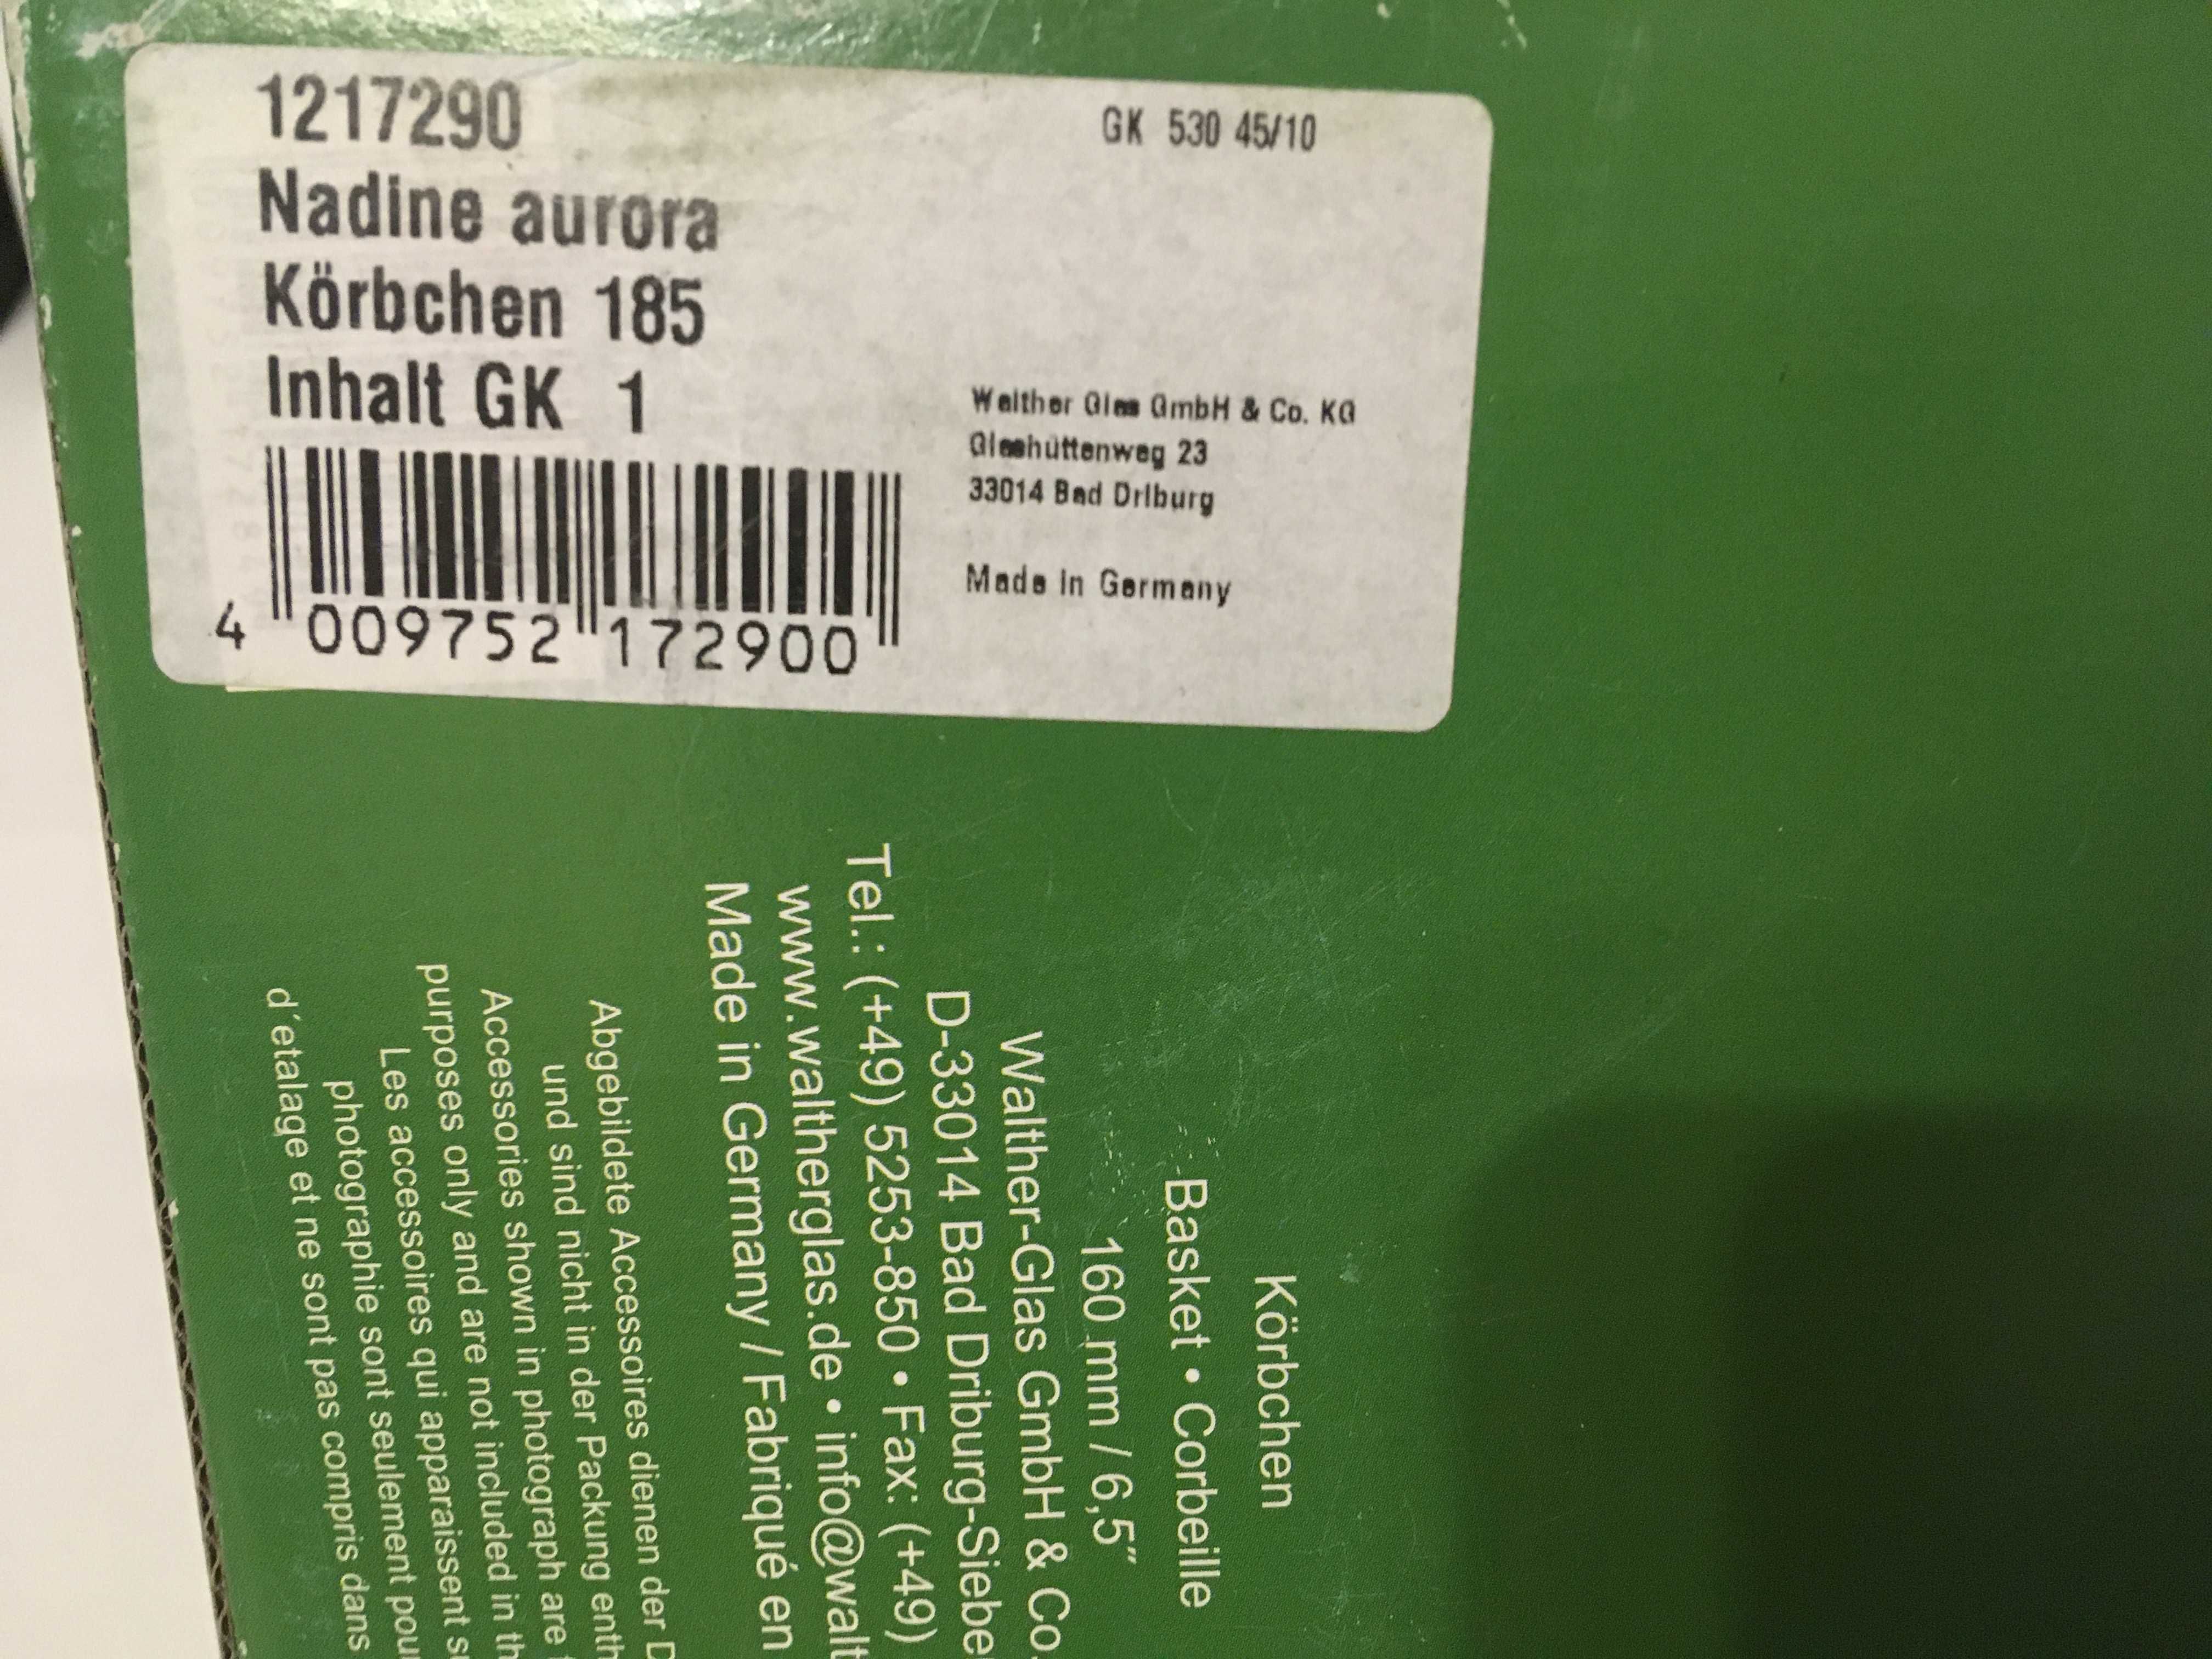 1217290
GK 530 45/10
Nadine aurora
Körbchen 185
Inhalt GK 1
Walther Glas GmbH & Co. KG
Glashüttenweg 23
33014 Bad Driburg
Made in Germany
4 009752 172900
Körbchen
Basket • Corbeille
160 mm / 6,5"
Walther-Glas GmbH & Co.
D-33014 Bad Driburg-Siebe
Tel.: (+49) 5253-850 • Fax: (+49)
www.waltherglas.de • info@walt
Made in Germany / Fabriqué en
Abgebildete Accessoires dienen der D
und sind nicht in der Packung enth
Accessories shown in photograph are f
purposes only and are not included in th
Les accessoires qui apparaissent su
photographie sont seulement pour
d´etalage et ne sont pas compris dans